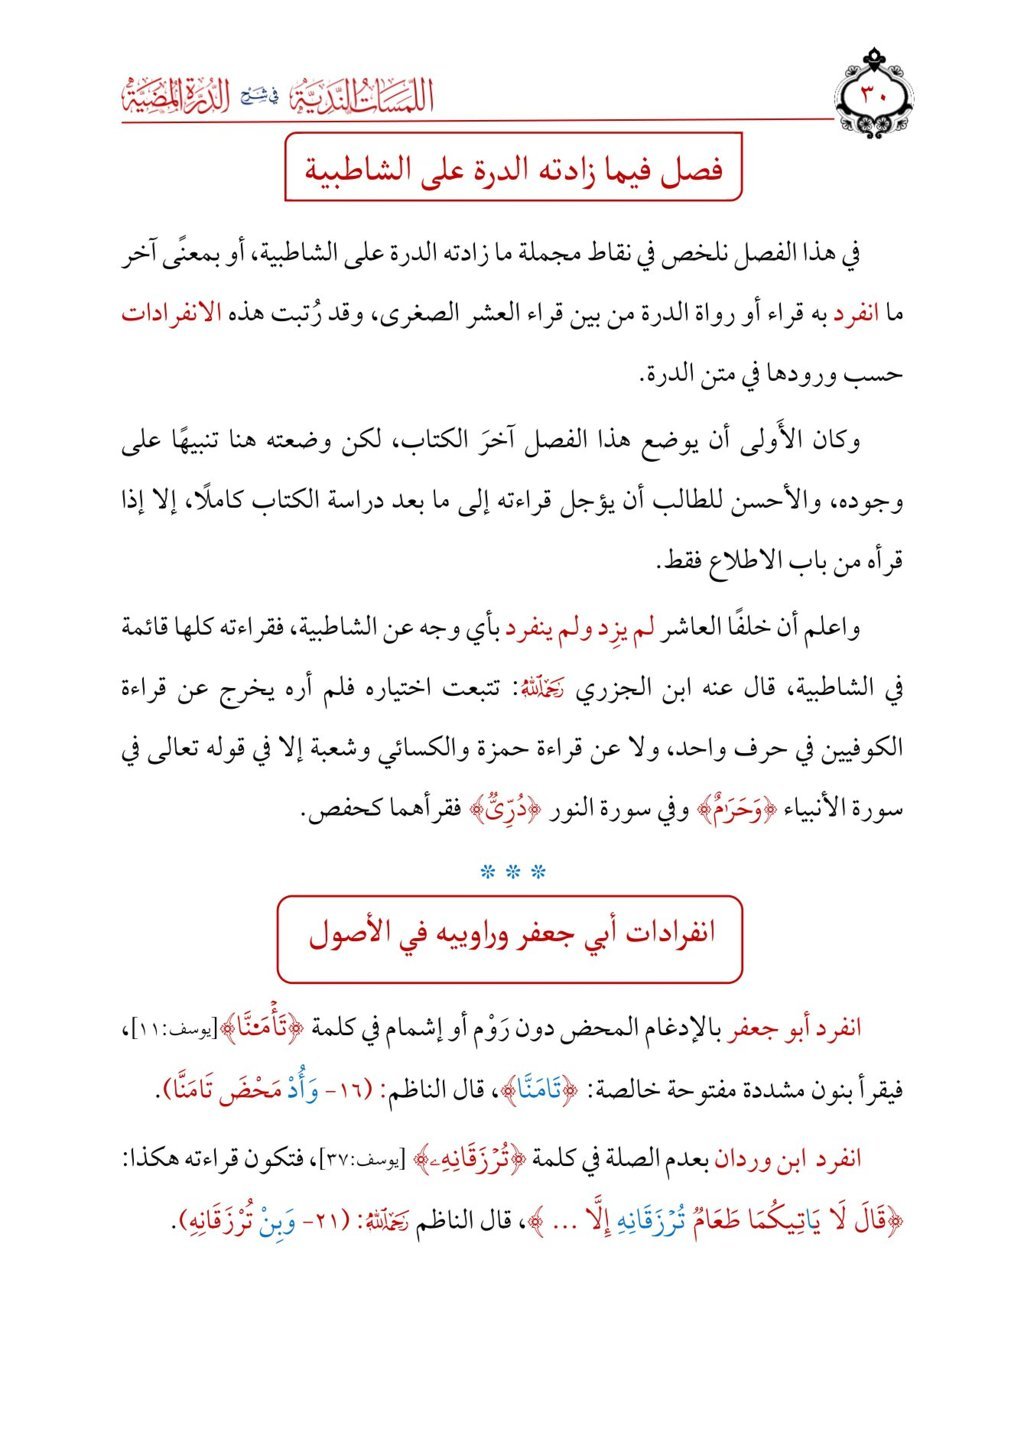 ٣٠
اللمسات الندية في شرح الدرة المضية
فصل فيما زادته الدرة على الشاطبية
في هذا الفصل نلخص في نقاط مجملة ما زادته الدرة على الشاطبية، أو بمعنًى آخر
ما انفرد به قراء أو رواة الدرة من بين قراء العشر الصغرى، وقد رُتبت هذه الانفرادات
حسب ورودها في متن الدرة.
وكان الأَولى أن يوضع هذا الفصل آخرَ الكتاب، لكن وضعته هنا تنبيهًا على
وجوده، والأحسن للطالب أن يؤجل قراءته إلى ما بعد دراسة الكتاب كاملًا، إلا إذا
قرأه من باب الاطلاع فقط.
واعلم أن خلفًا العاشر لم يزِد ولم ينفرد بأي وجه عن الشاطبية، فقراءته كلها قائمة
في الشاطبية، قال عنه ابن الجزري رحمه الله: تتبعت اختياره فلم أره يخرج عن قراءة
الكوفيين في حرف واحد، ولا عن قراءة حمزة والكسائي وشعبة إلا في قوله تعالى في
سورة الأنبياء ﴿وَحَرَٰمٌ﴾ وفي سورة النور ﴿دُرِّيٌّ﴾ فقرأهما كحفص.
* * *
انفرادات أبي جعفر وراوييه في الأصول
انفرد أبو جعفر بالإدغام المحض دون رَوْم أو إشمام في كلمة ﴿تَأْمَ۬نَّا﴾[يوسف:١١]،
فيقرأ بنون مشددة مفتوحة خالصة: ﴿تَامَنَّا﴾، قال الناظم: (١٦- وَأُدْ مَحْضَ تَامَنَّا).
انفرد ابن وردان بعدم الصلة في كلمة ﴿تُرْزَقَانِهِۦ﴾ [يوسف:٣٧]، فتكون قراءته هكذا:
﴿قَالَ لَا يَاتِيكُمَا طَعَامٌ تُرْزَقَانِهِ إِلَّا ... ﴾، قال الناظم رحمه الله: (٢١- وَبِنْ تُرْزَقَانِهِ).